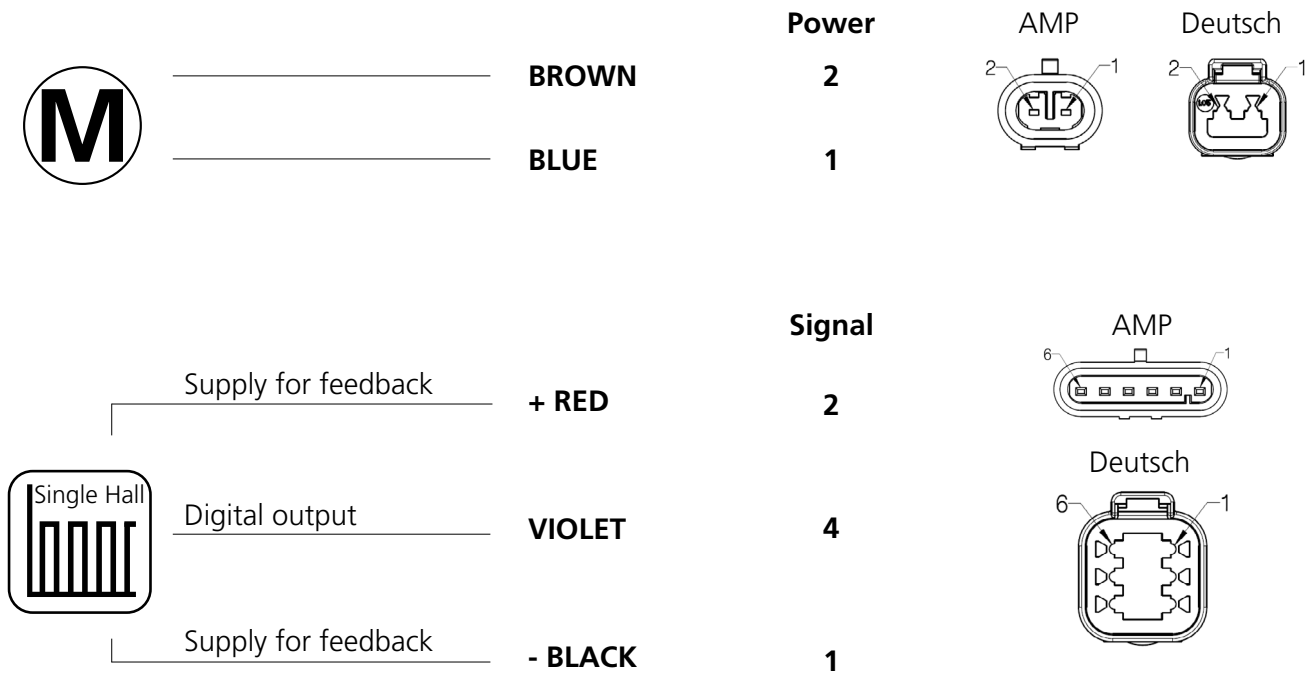 Power AMP Deutsch
M BROWN 2 2 1 2 1
BLUE 1
Signal AMP
6 1
Supply for feedback + RED 2
Deutsch
Single Hall Digital output VIOLET 4 6 1
Supply for feedback - BLACK 1